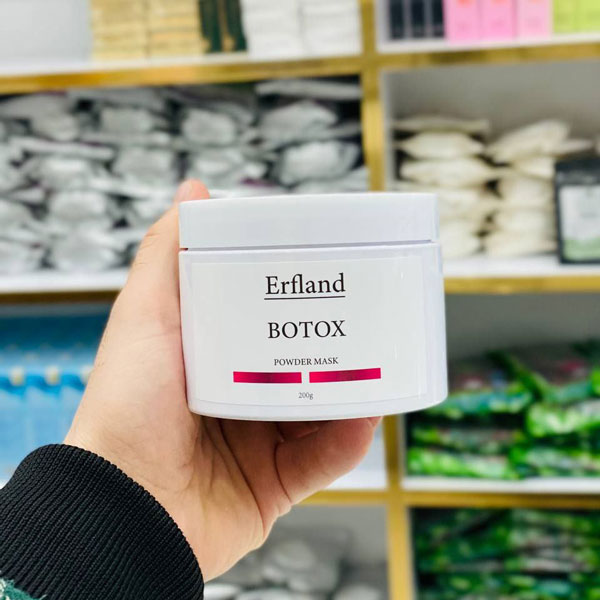 Erfland
BOTOX
POWDER MASK
200g